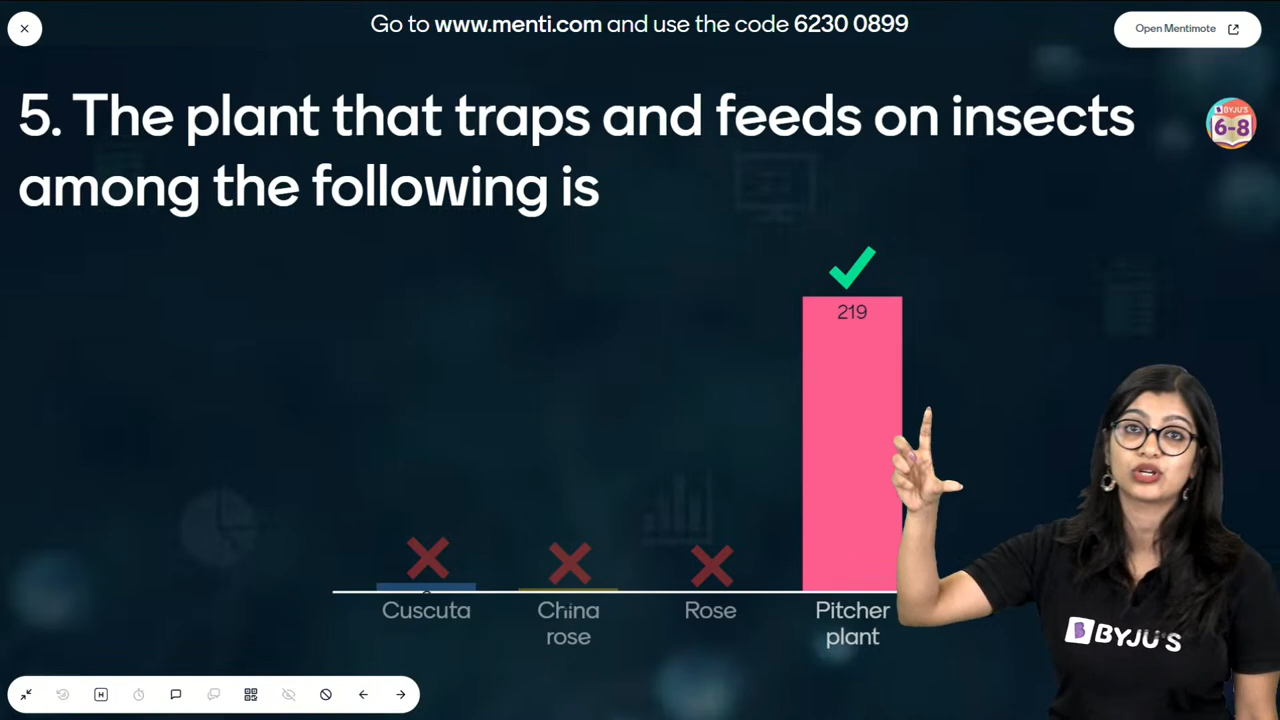 Go to www.menti.com and use the code 6230 0899
Open Mentimote
5. The plant that traps and feeds on insects
among the following is
BYJU'S
6-8
219
Cuscuta
China
rose
Rose
Pitcher
plant
BYJU'S
H